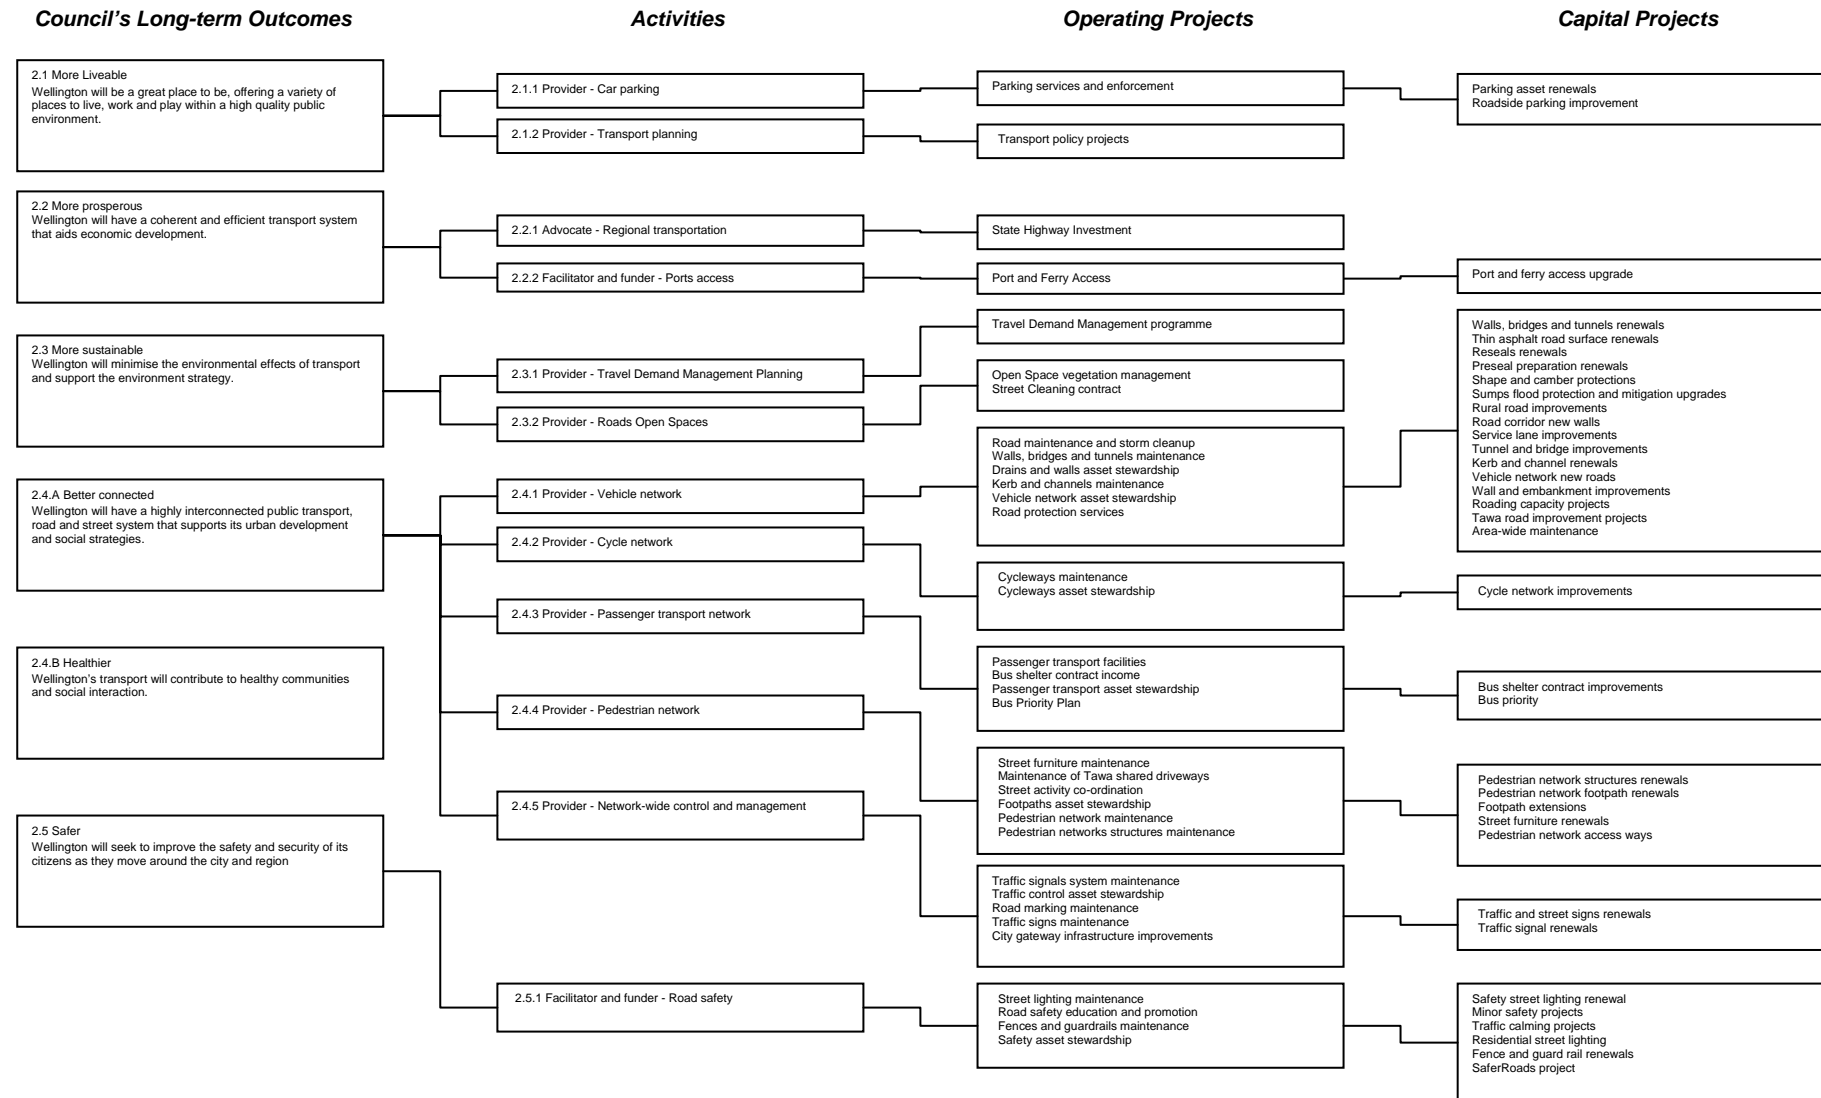 Council's Long-term Outcomes
Activities
Operating Projects
Capital Projects
2.1 More Liveable
Wellington will be a great place to be, offering a variety of
places to live, work and play within a high quality public
environment.
2.1.1 Provider - Car parking
2.1.2 Provider - Transport planning
Parking services and enforcement
Transport policy projects
Parking asset renewals
Roadside parking improvement
2.2 More prosperous
Wellington will have a coherent and efficient transport system
that aids economic development.
2.2.1 Advocate - Regional transportation
2.2.2 Facilitator and funder - Ports access
State Highway Investment
Port and Ferry Access
Port and ferry access upgrade
2.3 More sustainable
Wellington will minimise the environmental effects of transport
and support the environment strategy.
2.3.1 Provider - Travel Demand Management Planning
2.3.2 Provider - Roads Open Spaces
Travel Demand Management programme
Open Space vegetation management
Street Cleaning contract
2.4.A Better connected
Wellington will have a highly interconnected public transport,
road and street system that supports its urban development
and social strategies.
2.4.B Healthier
Wellington's transport will contribute to healthy communities
and social interaction.
2.4.1 Provider - Vehicle network
2.4.2 Provider - Cycle network
2.4.3 Provider - Passenger transport network
2.4.4 Provider - Pedestrian network
2.4.5 Provider - Network-wide control and management
Road maintenance and storm cleanup
Walls, bridges and tunnels maintenance
Drains and walls asset stewardship
Kerb and channels maintenance
Vehicle network asset stewardship
Road protection services
Walls, bridges and tunnels renewals
Thin asphalt road surface renewals
Reseals renewals
Preseal preparation renewals
Shape and camber protections
Sumps flood protection and mitigation upgrades
Rural road improvements
Road corridor new walls
Service lane improvements
Tunnel and bridge improvements
Kerb and channel renewals
Vehicle network new roads
Wall and embankment improvements
Roading capacity projects
Tawa road improvement projects
Area-wide maintenance
Cycleways maintenance
Cycleways asset stewardship
Cycle network improvements
Passenger transport facilities
Bus shelter contract income
Passenger transport asset stewardship
Bus Priority Plan
Bus shelter contract improvements
Bus priority
Street furniture maintenance
Maintenance of Tawa shared driveways
Street activity co-ordination
Footpaths asset stewardship
Pedestrian network maintenance
Pedestrian networks structures maintenance
Pedestrian network structures renewals
Pedestrian network footpath renewals
Footpath extensions
Street furniture renewals
Pedestrian network access ways
Traffic signals system maintenance
Traffic control asset stewardship
Road marking maintenance
Traffic signs maintenance
City gateway infrastructure improvements
Traffic and street signs renewals
Traffic signal renewals
2.5 Safer
Wellington will seek to improve the safety and security of its
citizens as they move around the city and region
2.5.1 Facilitator and funder - Road safety
Street lighting maintenance
Road safety education and promotion
Fences and guardrails maintenance
Safety asset stewardship
Safety street lighting renewal
Minor safety projects
Traffic calming projects
Residential street lighting
Fence and guard rail renewals
SaferRoads project